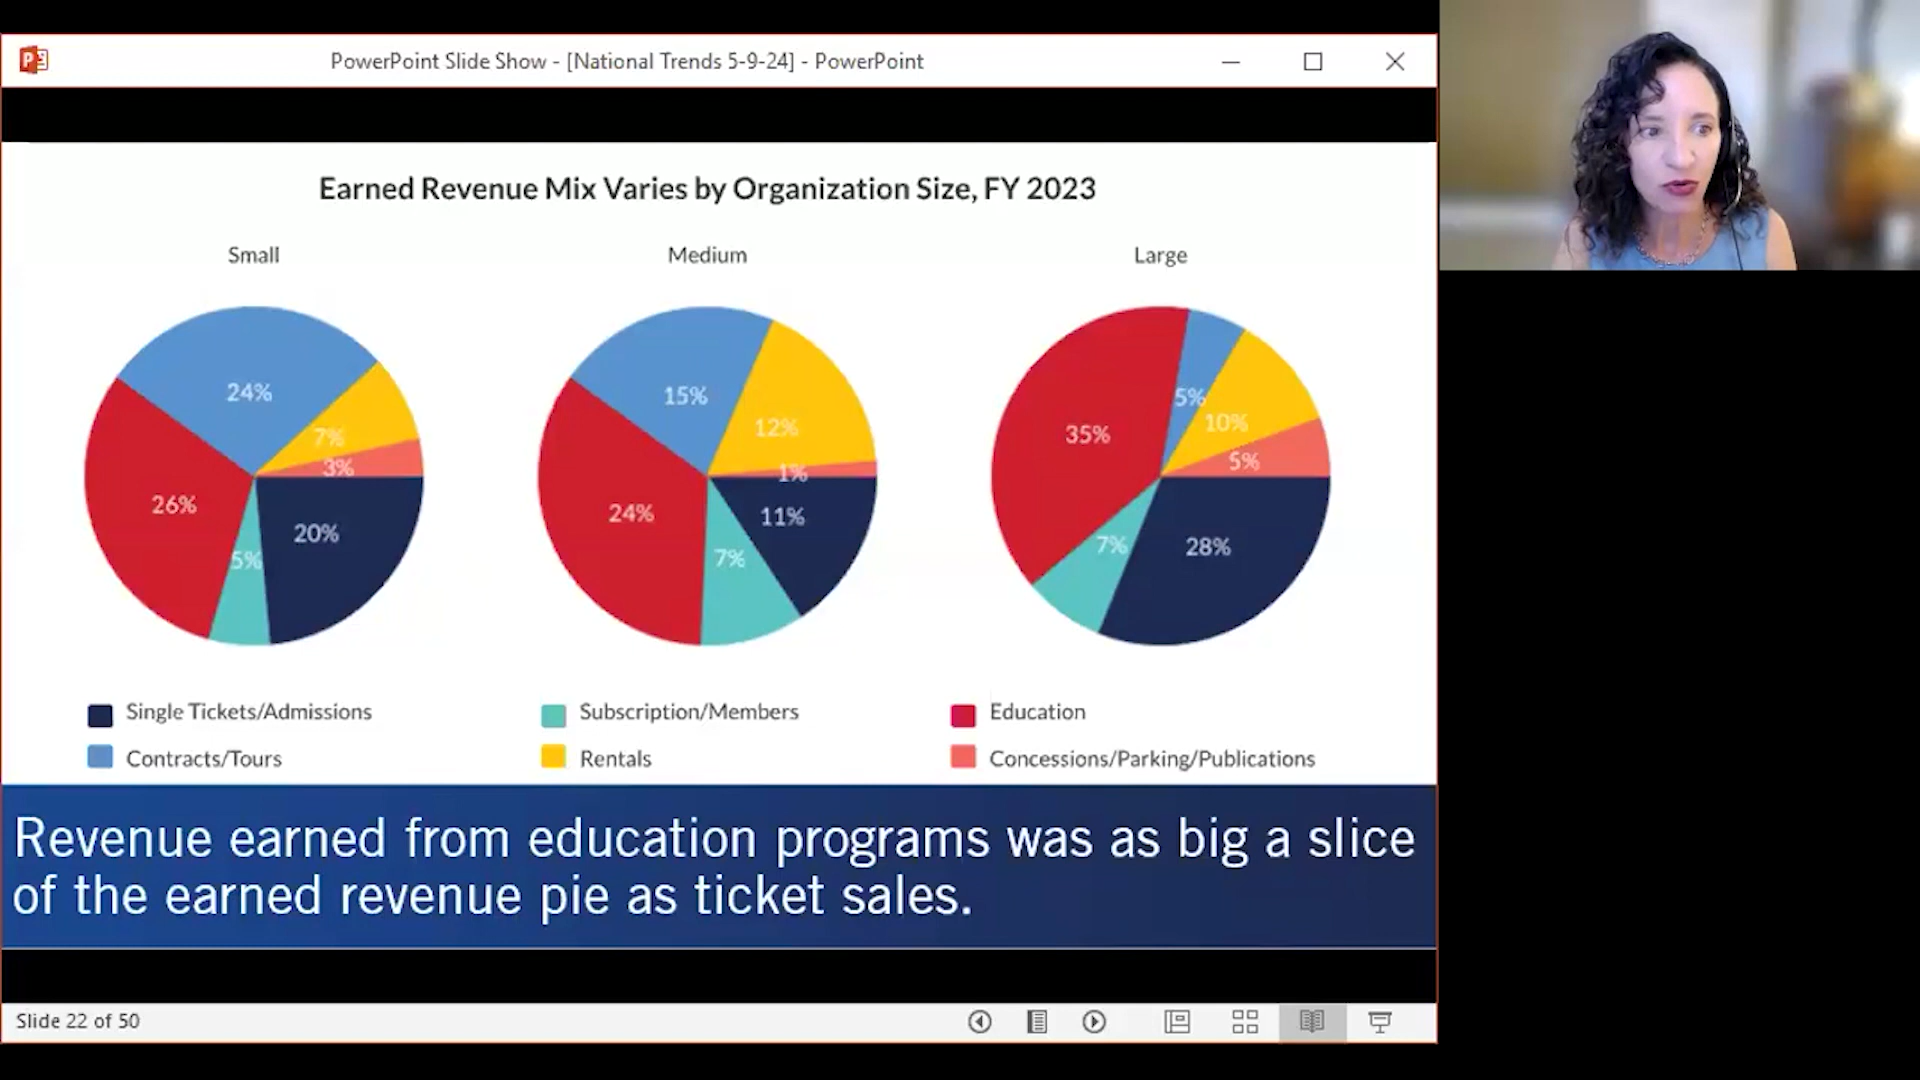 PowerPoint Slide Show - [National Trends 5-9-24] - PowerPoint
Earned Revenue Mix Varies by Organization Size, FY 2023
Small
Medium
Large
24%
7%
3%
26%
20%
5%
15%
12%
1%
24%
11%
7%
35%
5%
10%
5%
7%
28%
Single Tickets/Admissions
Subscription/Members
Education
Contracts/Tours
Rentals
Concessions/Parking/Publications
Revenue earned from education programs was as big a slice
of the earned revenue pie as ticket sales.
Slide 22 of 50